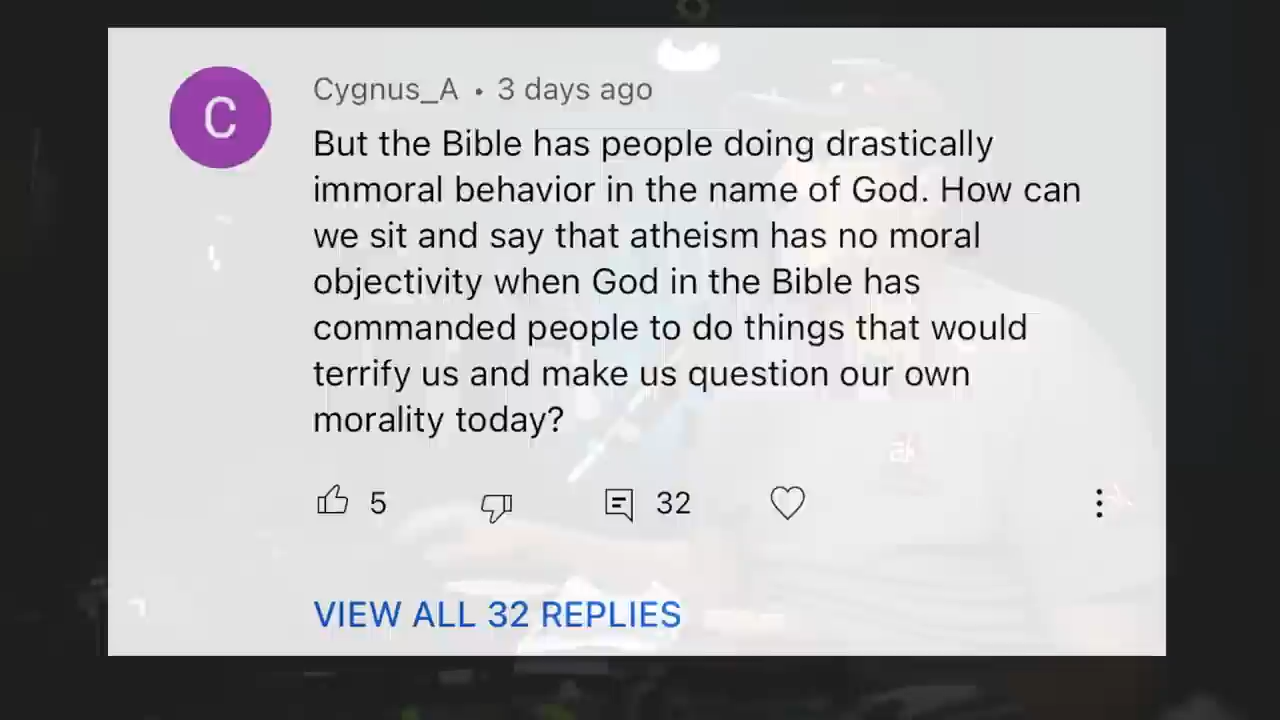 C
Cygnus_A • 3 days ago
But the Bible has people doing drastically
immoral behavior in the name of God. How can
we sit and say that atheism has no moral
objectivity when God in the Bible has
commanded people to do things that would
terrify us and make us question our own
morality today?
5 32
VIEW ALL 32 REPLIES